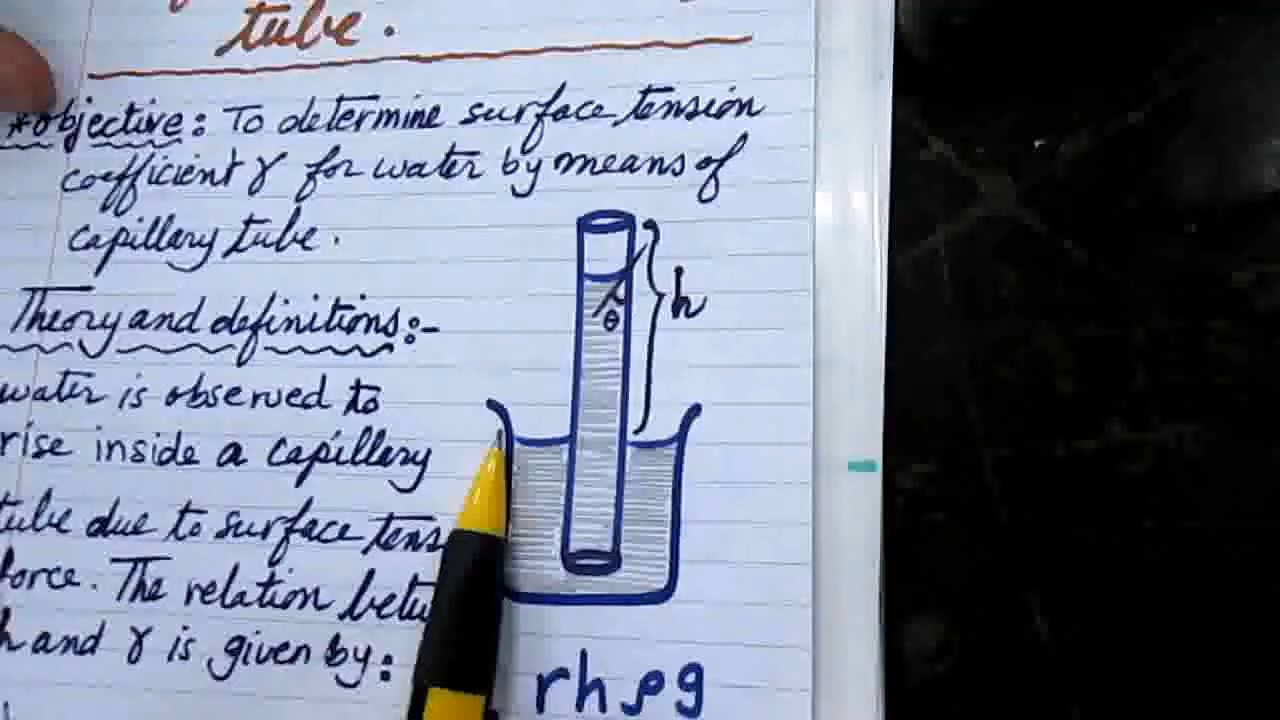 tube.
*objective: To determine surface tension
coefficient γ for water by means of
capillary tube.
h
θ
Theory and definitions:-
water is observed to
rise inside a capillary
tube due to surface tens
force. The relation betw
h and γ is given by:
rhρg